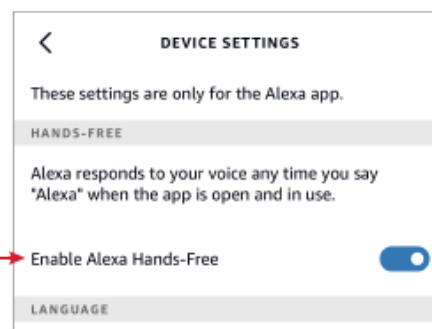 DEVICE SETTINGS
These settings are only for the Alexa app.
HANDS-FREE
Alexa responds to your voice any time you say
"Alexa" when the app is open and in use.
Enable Alexa Hands-Free
LANGUAGE